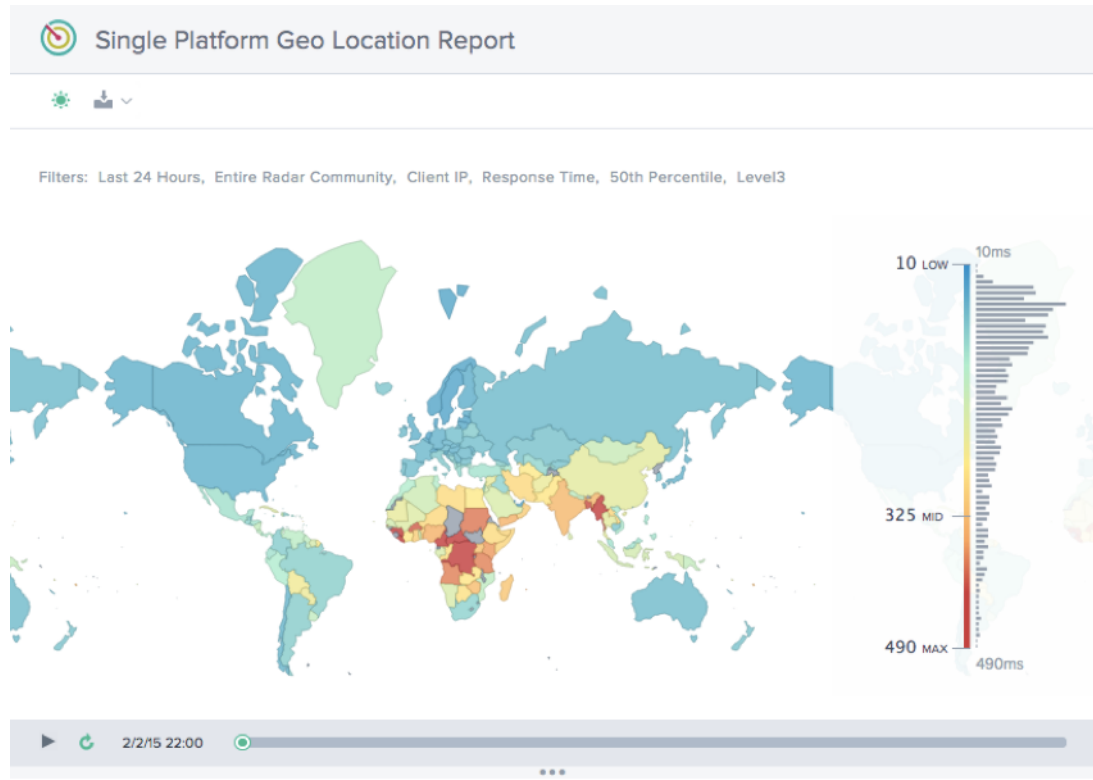 Single Platform Geo Location Report
Filters: Last 24 Hours, Entire Radar Community, Client IP, Response Time, 50th Percentile, Level3
10ms
10 LOW
325 MID
490 MAX
490ms
2/2/15 22:00